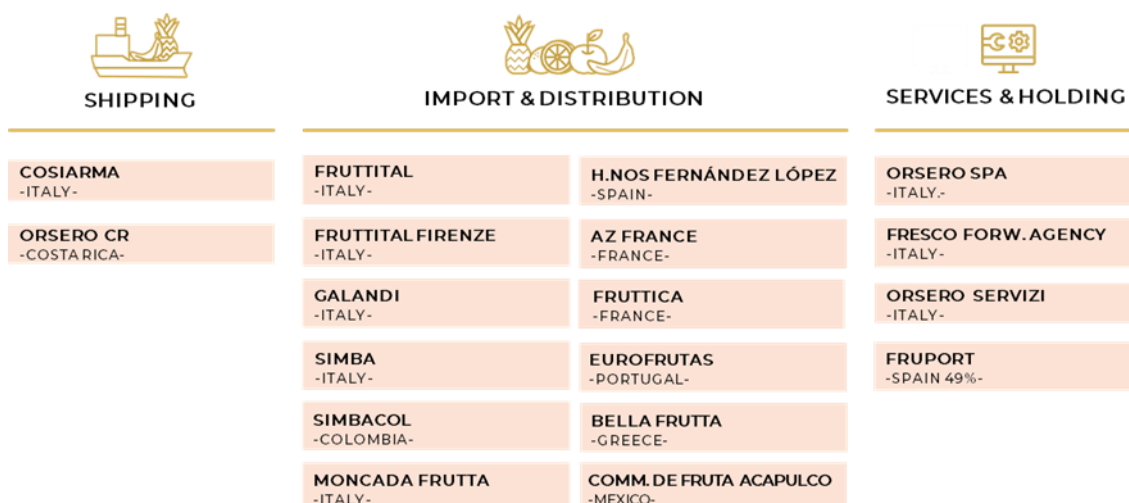 SHIPPING
COSIARMA
-ITALY-
ORSERO CR
-COSTA RICA-
IMPORT & DISTRIBUTION
FRUTTITAL
-ITALY-
FRUTTITAL FIRENZE
-ITALY-
GALANDI
-ITALY-
SIMBA
-ITALY-
SIMBACOL
-COLOMBIA-
MONCADA FRUTTA
-ITALY-
H.NOS FERNÁNDEZ LÓPEZ
-SPAIN-
AZ FRANCE
-FRANCE-
FRUTTICA
-FRANCE-
EUROFRUTAS
-PORTUGAL-
BELLA FRUTTA
-GREECE-
COMM. DE FRUTA ACAPULCO
-MEXICO-
SERVICES & HOLDING
ORSERO SPA
-ITALY.-
FRESCO FORW. AGENCY
-ITALY-
ORSERO SERVIZI
-ITALY-
FRUPORT
-SPAIN 49%-